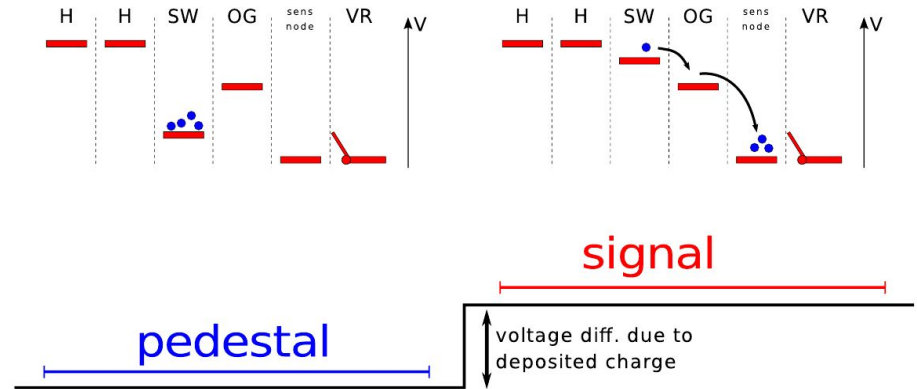 H H SW OG sens node VR V
H H SW OG sens node VR V
signal
pedestal
voltage diff. due to
deposited charge